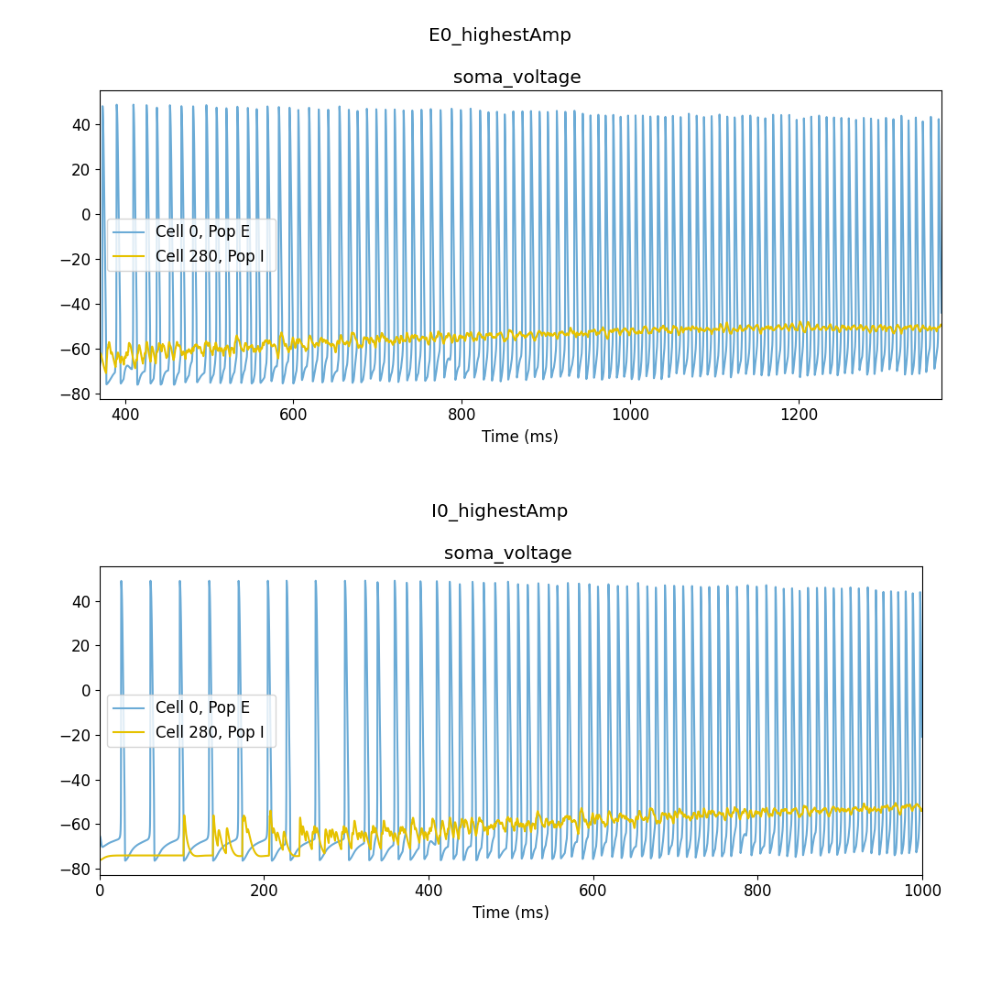 E0_highestAmp
soma_voltage
40
20
0
−20
−40
−60
−80
Cell 0, Pop E
Cell 280, Pop I
400 600 800 1000 1200
Time (ms)
I0_highestAmp
soma_voltage
40
20
0
−20
−40
−60
−80
Cell 0, Pop E
Cell 280, Pop I
0 200 400 600 800 1000
Time (ms)